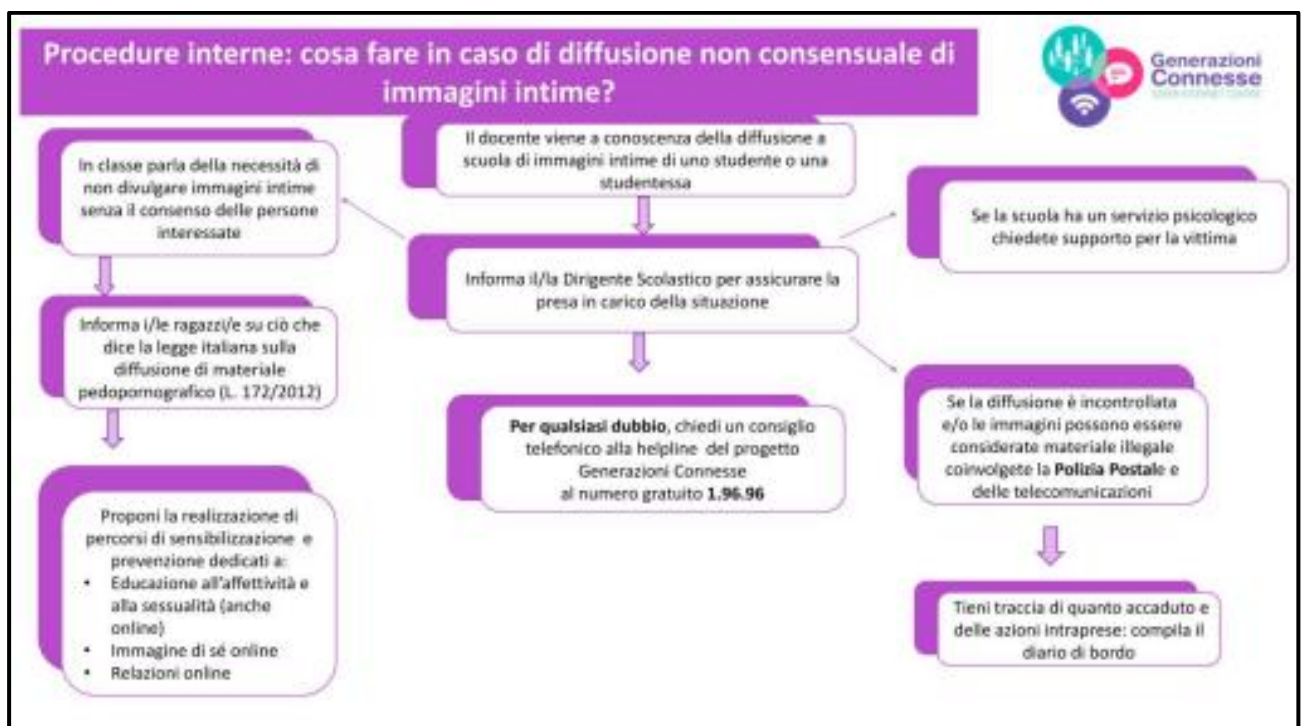 Procedure interne: cosa fare in caso di diffusione non consensuale di
immagini intime?
Generazioni
Connesse
Il docente viene a conoscenza della diffusione a
scuola di immagini intime di uno studente o una
studentessa
In classe parla della necessità di
non divulgare immagini intime
senza il consenso delle persone
interessate
Se la scuola ha un servizio psicologico
chiedete supporto per la vittima
Informa il/la Dirigente Scolastico per assicurare la
presa in carico della situazione
Informa i/le ragazzi/e su ciò che
dice la legge italiana sulla
diffusione di materiale
pedopornografico (L. 172/2012)
Per qualsiasi dubbio, chiedi un consiglio
telefonico alla helpline del progetto
Generazioni Connesse
al numero gratuito 1.96.96
Se la diffusione è incontrollata
e/o le immagini possono essere
considerate materiale illegale
coinvolgete la Polizia Postale e
delle telecomunicazioni
Proponi la realizzazione di
percorsi di sensibilizzazione e
prevenzione dedicati a:
• Educazione all'affettività e
alla sessualità (anche
online)
• Immagine di sé online
• Relazioni online
Tieni traccia di quanto accaduto e
delle azioni intraprese: compila il
diario di bordo